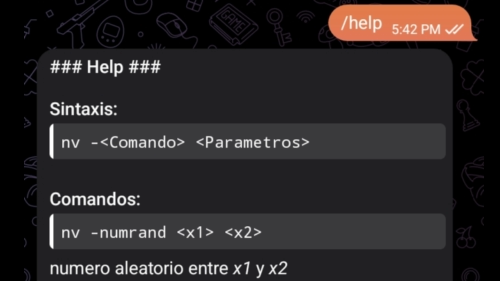 /help 5:42 PM
### Help ###
Sintaxis:
nv -<Comando> <Parametros>
Comandos:
nv -numrand <x1> <x2>
numero aleatorio entre x1 y x2